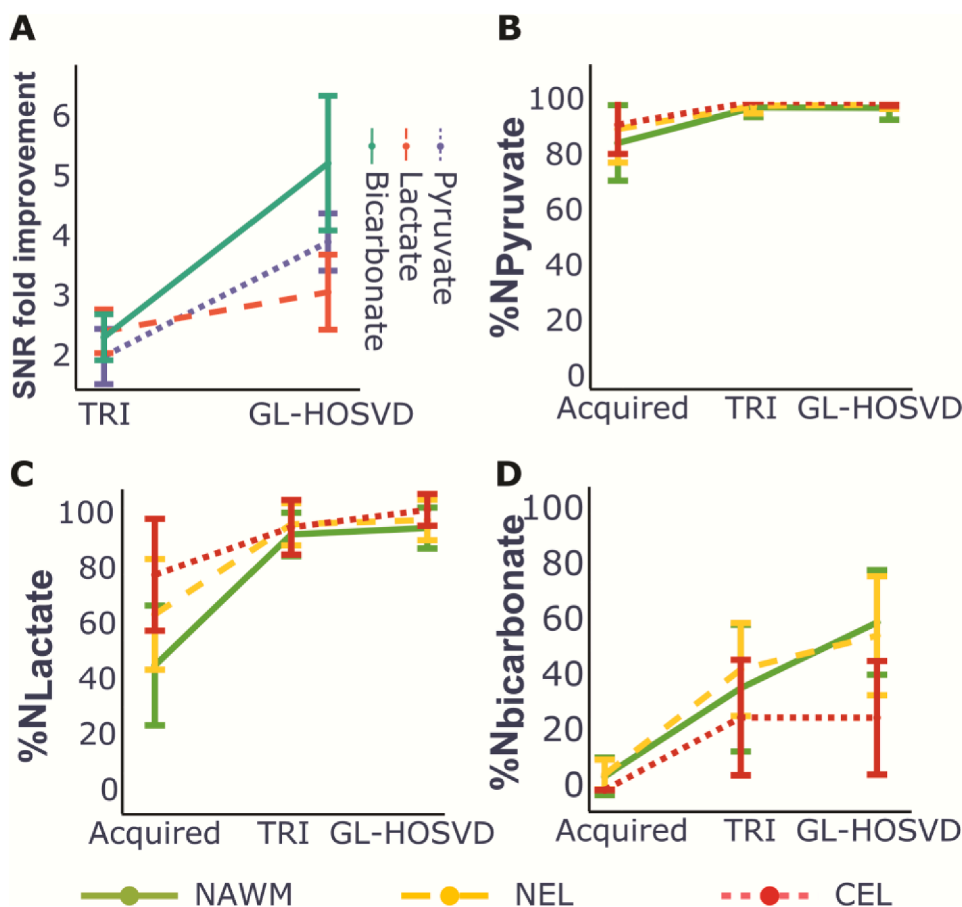 A
SNR fold improvement
6
5
4
3
2
TRI
GL-HOSVD
Bicarbonate
Lactate
Pyruvate
B
%NPyruvate
100
80
60
40
20
0
Acquired
TRI
GL-HOSVD
C
%NLactate
100
80
60
40
20
0
Acquired
TRI
GL-HOSVD
D
%Nbicarbonate
100
80
60
40
20
0
Acquired
TRI
GL-HOSVD
NAWM
NEL
CEL